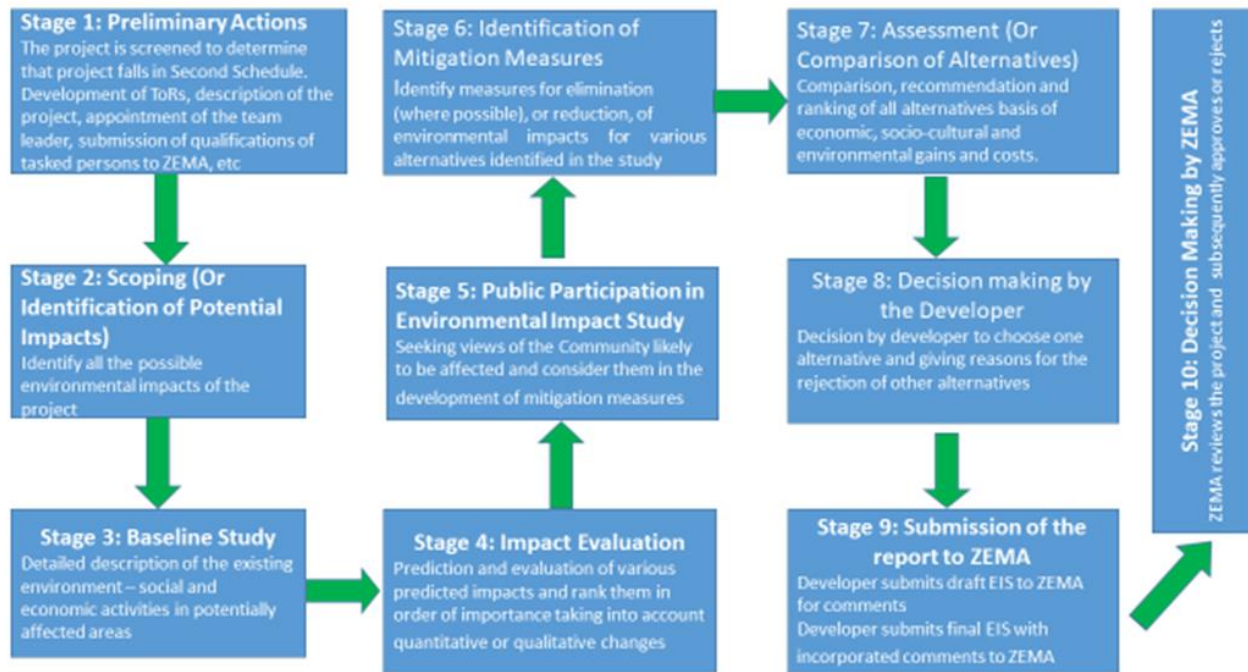 Stage 1: Preliminary Actions
The project is screened to determine
that project falls in Second Schedule.
Development of ToRs, description of the
project, appointment of the team
leader, submission of qualifications of
tasked persons to ZEMA, etc
Stage 2: Scoping (Or
Identification of Potential
Impacts)
Identify all the possible
environmental impacts of the
project
Stage 3: Baseline Study
Detailed description of the existing
environment – social and
economic activities in potentially
affected areas
Stage 4: Impact Evaluation
Prediction and evaluation of various
predicted impacts and rank them in
order of importance taking into account
quantitative or qualitative changes
Stage 5: Public Participation in
Environmental Impact Study
Seeking views of the Community likely
to be affected and consider them in the
development of mitigation measures
Stage 6: Identification of
Mitigation Measures
Identify measures for elimination
(where possible), or reduction, of
environmental impacts for various
alternatives identified in the study
Stage 7: Assessment (Or
Comparison of Alternatives)
Comparison, recommendation and
ranking of all alternatives basis of
economic, socio-cultural and
environmental gains and costs.
Stage 8: Decision making by
the Developer
Decision by developer to choose one
alternative and giving reasons for the
rejection of other alternatives
Stage 9: Submission of the
report to ZEMA
Developer submits draft EIS to ZEMA
for comments
Developer submits final EIS with
incorporated comments to ZEMA
Stage 10: Decision Making by ZEMA
ZEMA reviews the project and subsequently approves or rejects